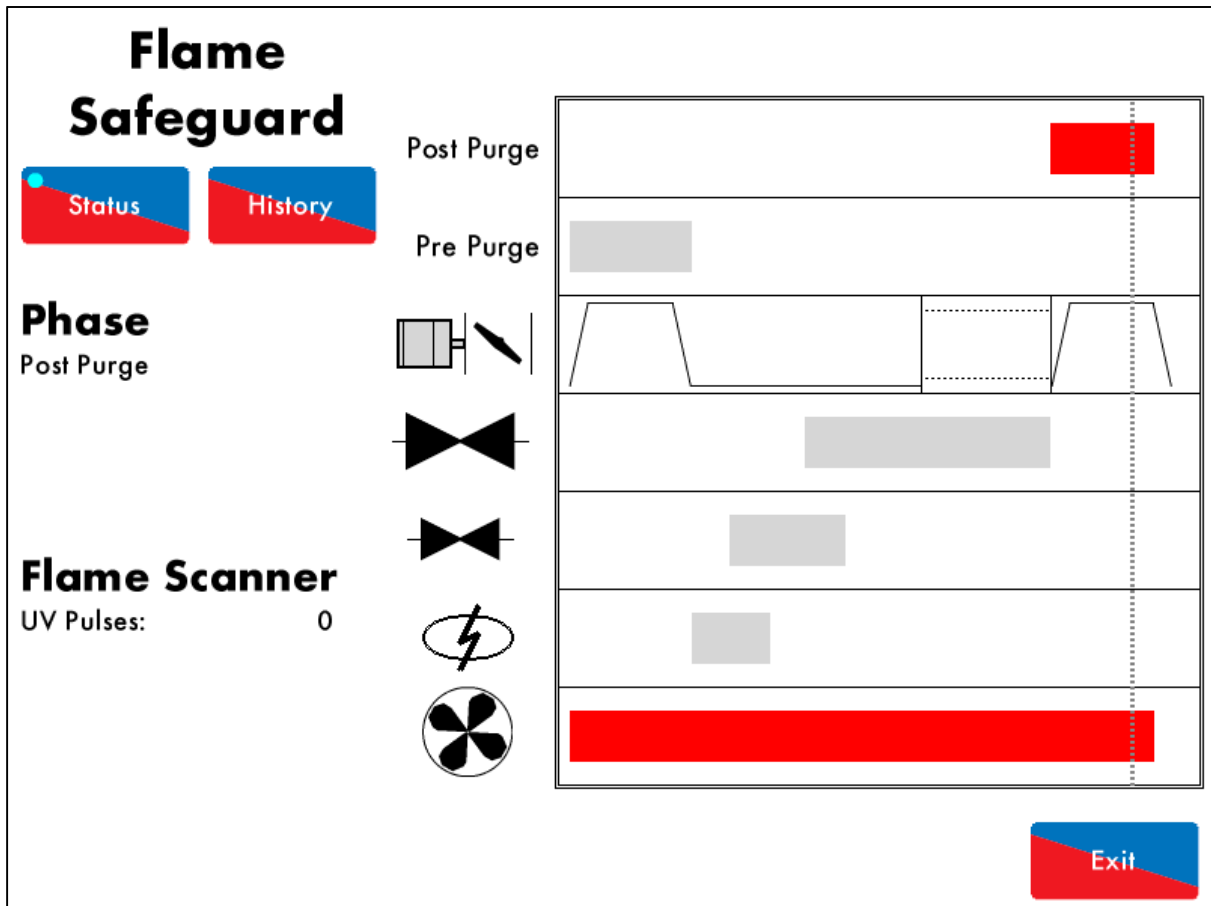 Flame
Safeguard
Status
History
Phase
Post Purge
Flame Scanner
UV Pulses: 0
Post Purge
Pre Purge
Exit